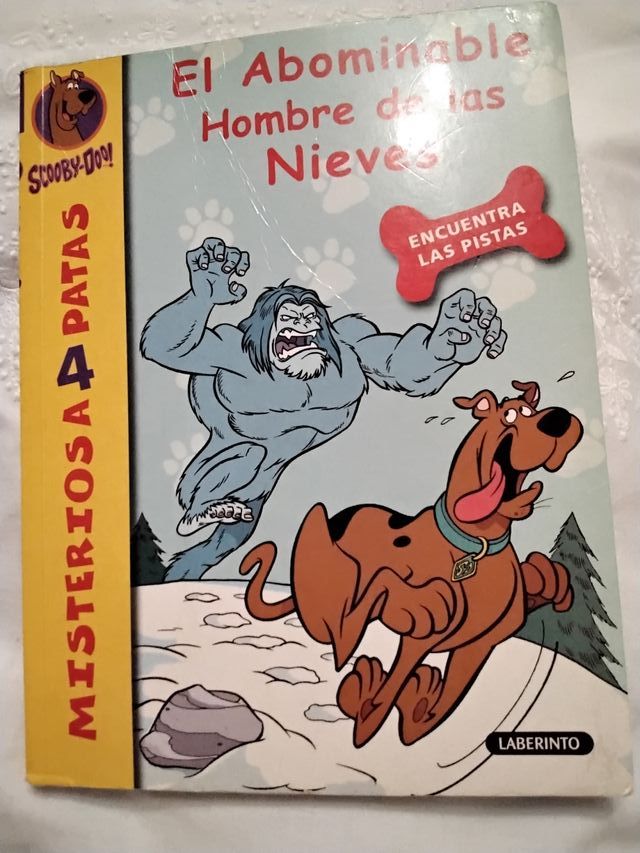 El Abominable
Hombre de las
Nieves
SCOOBY-DOO!
ENCUENTRA
LAS PISTAS
MISTERIOS A 4 PATAS
LABERINTO